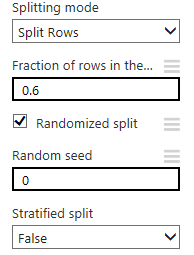 Splitting mode
Split Rows
Fraction of rows in the...
0.6
Randomized split
Random seed
0
Stratified split
False